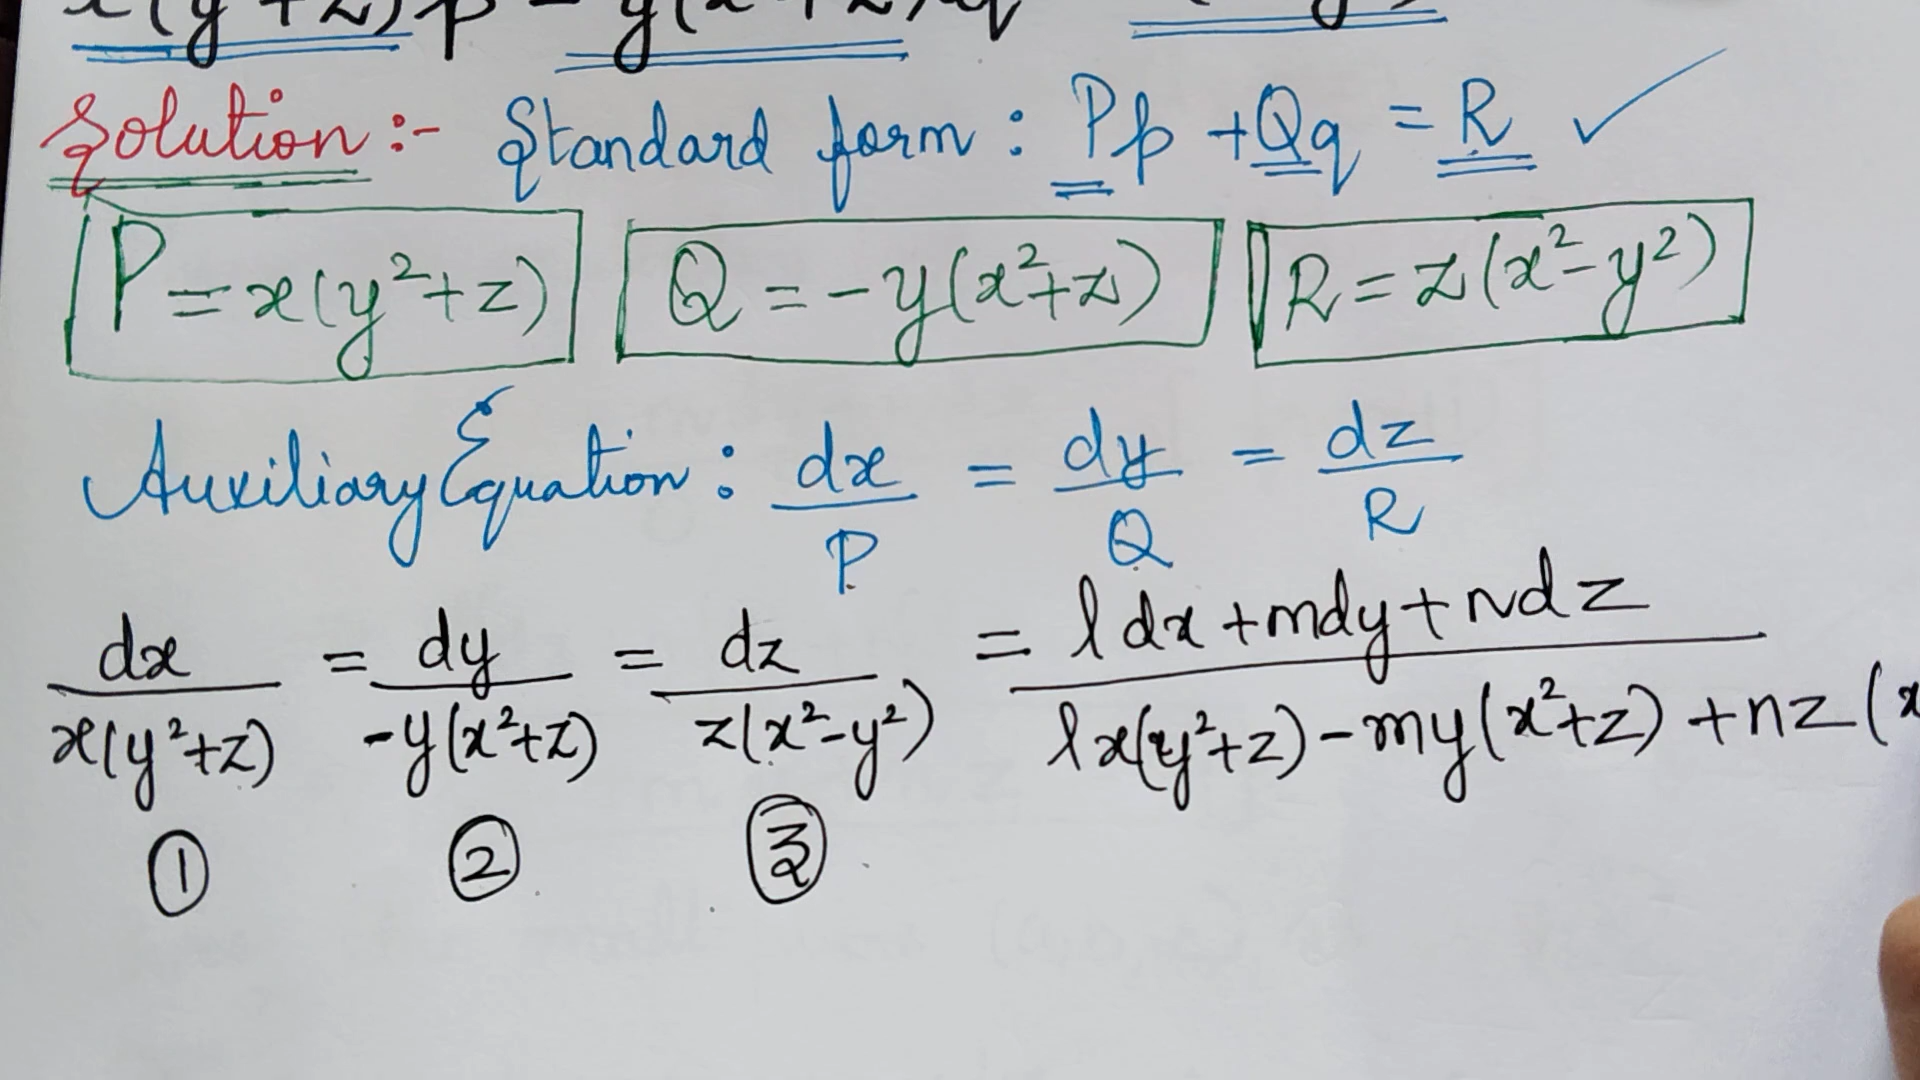 Solution :- Standard form : Pp + Qq = R ✓
P = x(y²+z) Q = -y(x²+z) R = z(x²-y²)
Auxiliary Equation : dx/P = dy/Q = dz/R
dx/x(y²+z) = dy/-y(x²+z) = dz/z(x²-y²) = ldx+mdy+ndz/lx(y²+z)-my(x²+z)+nz(x
① ② ③